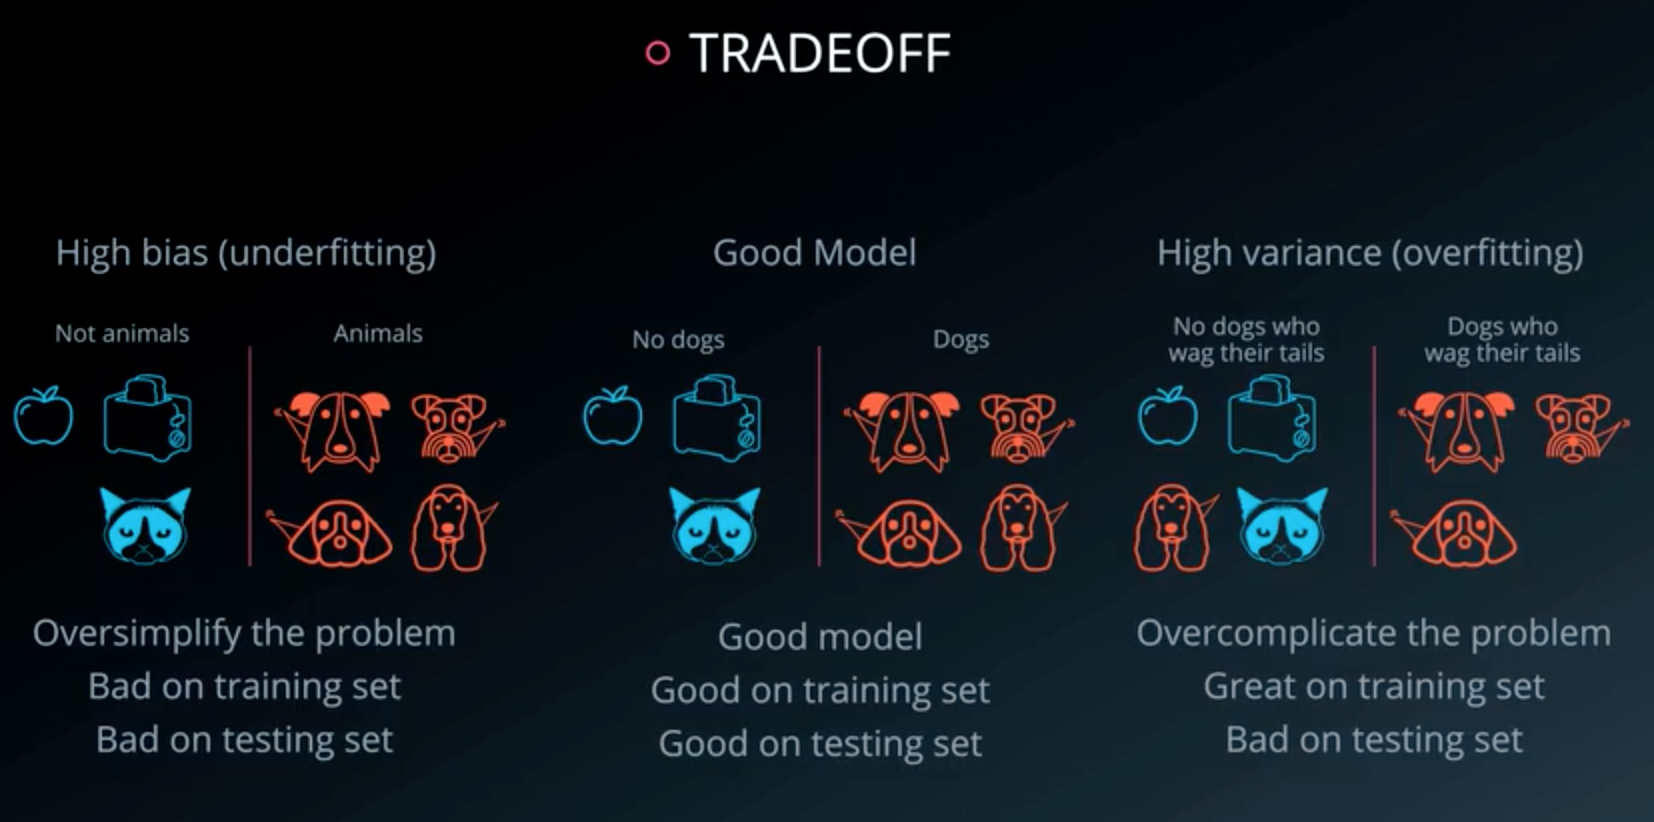 TRADEOFF
High bias (underfitting)
Not animals
Animals
Oversimplify the problem
Bad on training set
Bad on testing set
Good Model
No dogs
Dogs
Good model
Good on training set
Good on testing set
High variance (overfitting)
No dogs who
wag their tails
Dogs who
wag their tails
Overcomplicate the problem
Great on training set
Bad on testing set